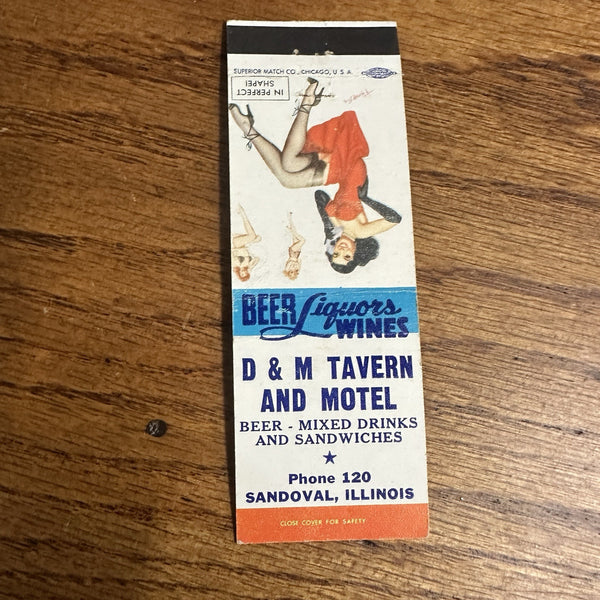 SUPERIOR MATCH CO., CHICAGO, U. S. A.
IN PERFECT
SHAPE!
BEER Liquors
WINES
D & M TAVERN
AND MOTEL
BEER - MIXED DRINKS
AND SANDWICHES
Phone 120
SANDOVAL, ILLINOIS
CLOSE COVER FOR SAFETY